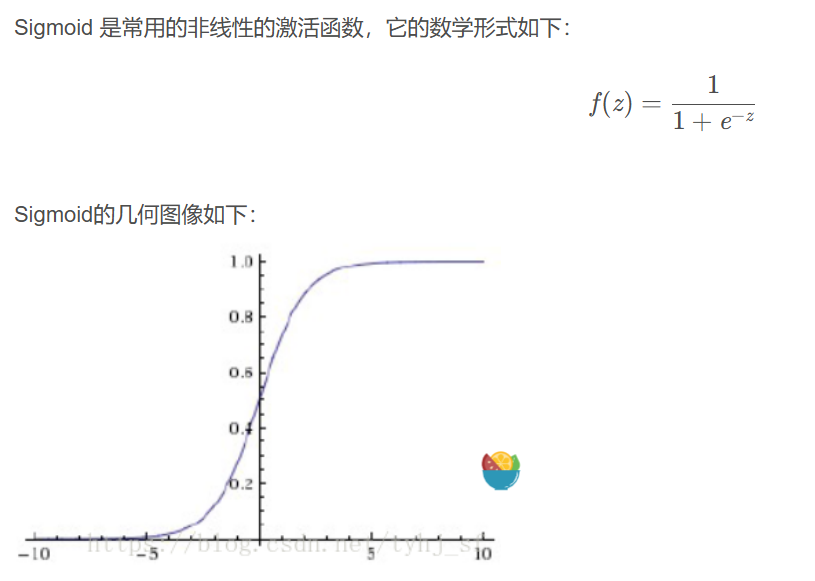 Sigmoid 是常用的非线性的激活函数，它的数学形式如下：
f(z) = 1 / (1 + e^{-z})
Sigmoid的几何图像如下：
1.0
0.8
0.6
0.4
0.2
-10 -5 5 10
https://blog.csdn.net/tyhj_sf